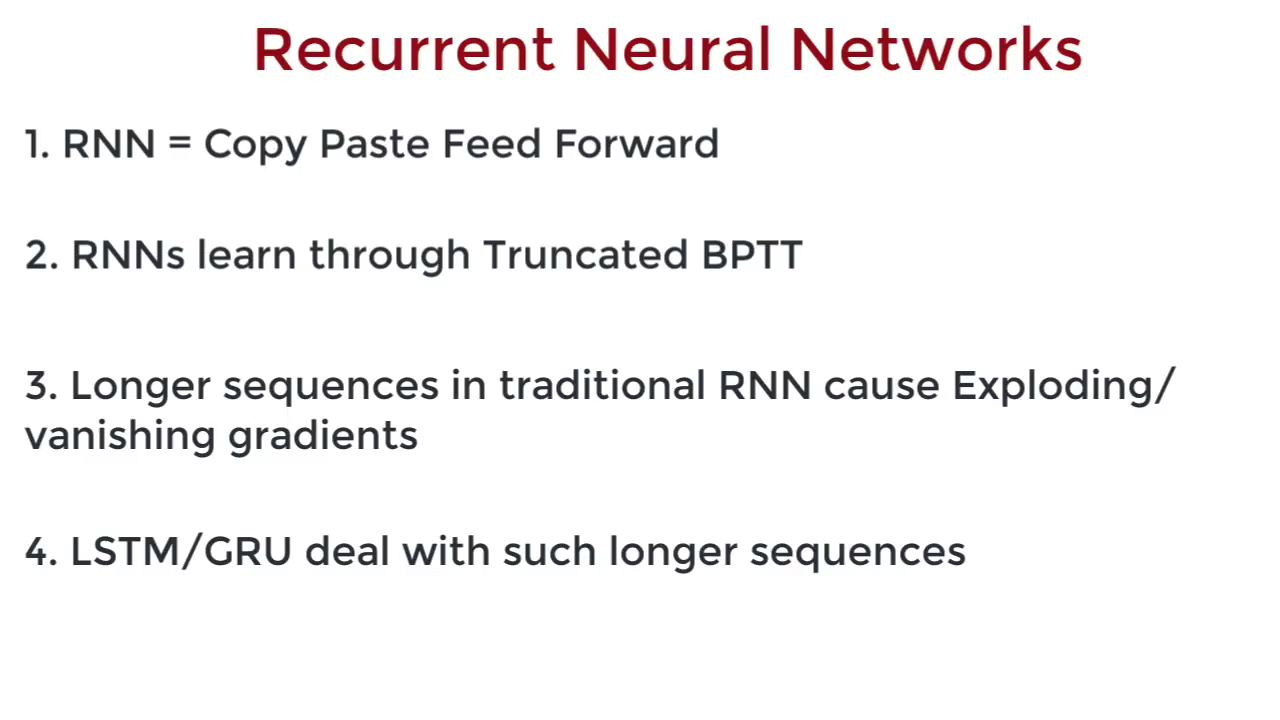 Recurrent Neural Networks
1. RNN = Copy Paste Feed Forward
2. RNNs learn through Truncated BPTT
3. Longer sequences in traditional RNN cause Exploding/
vanishing gradients
4. LSTM/GRU deal with such longer sequences